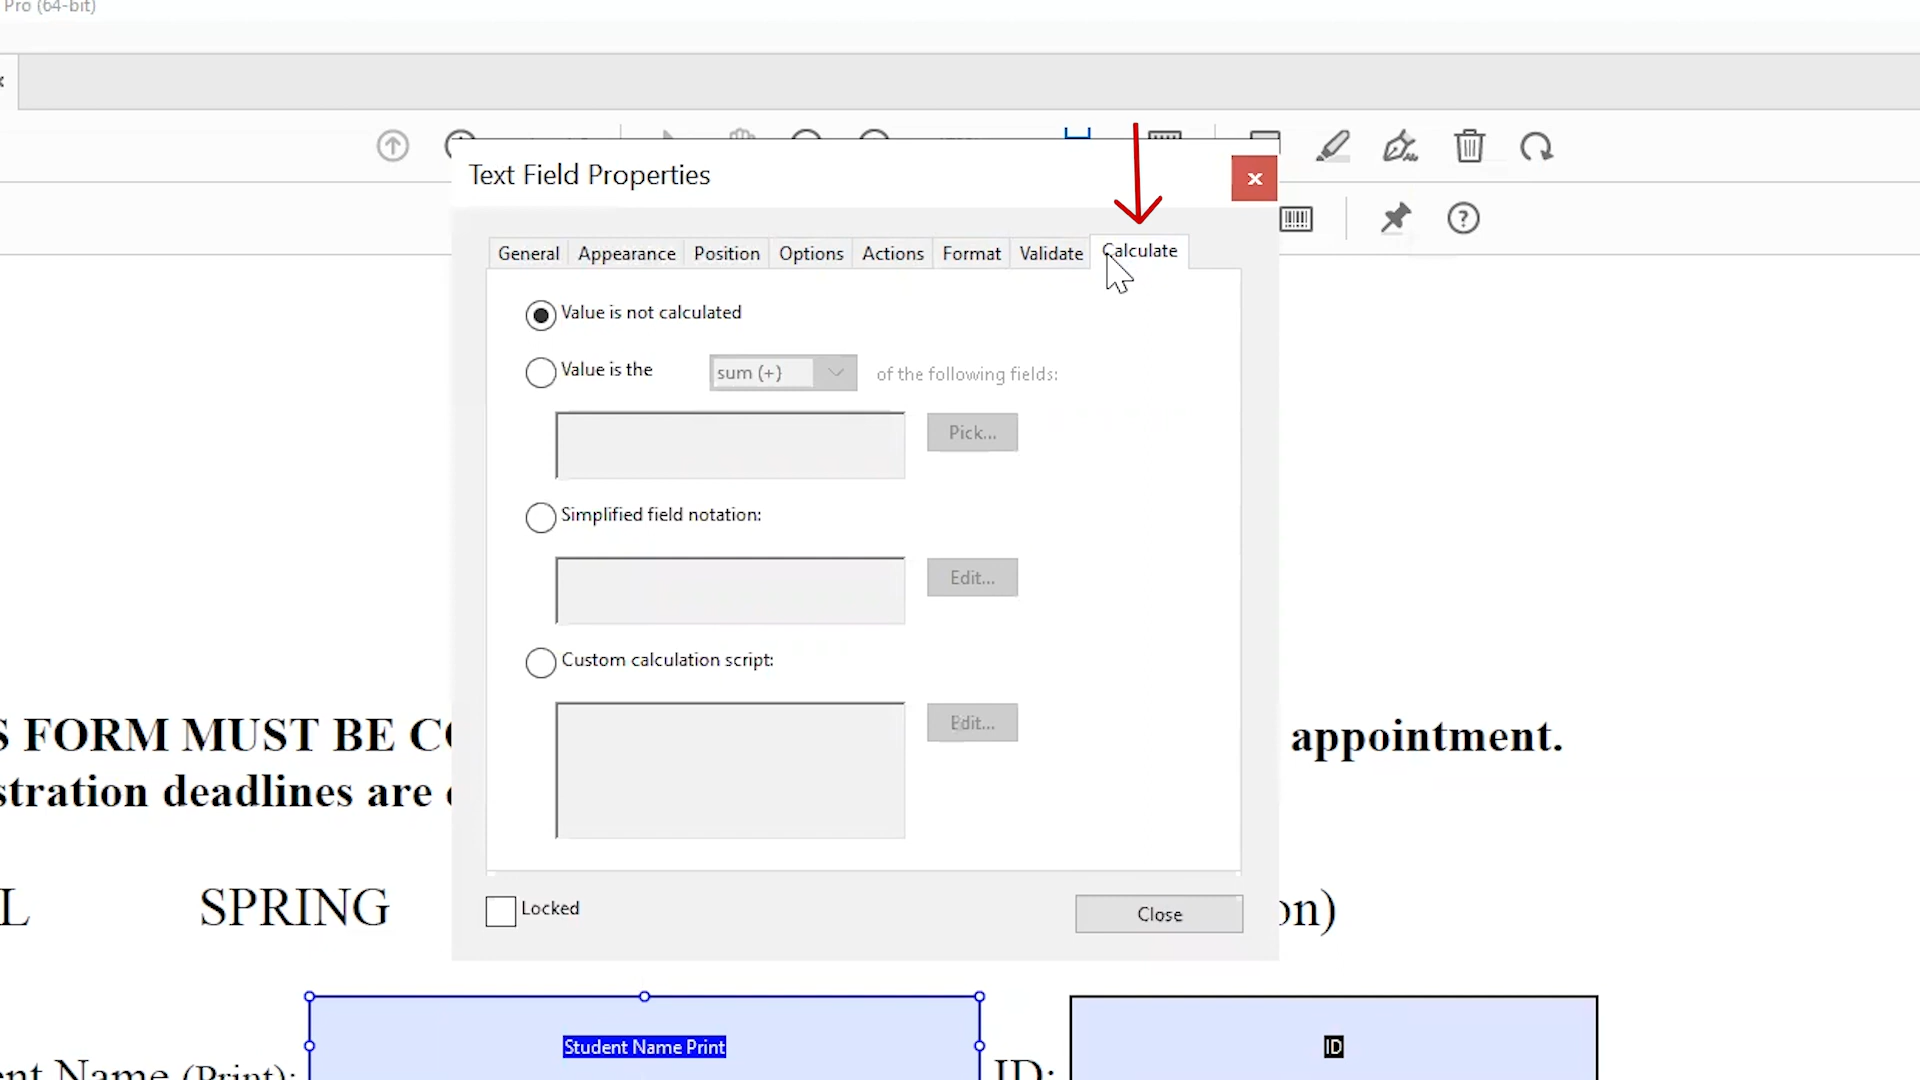 Pro (64-bit)
Text Field Properties
General Appearance Position Options Actions Format Validate Calculate
Value is not calculated
Value is the sum (+) of the following fields:
Pick...
Simplified field notation:
Edit...
Custom calculation script:
Edit...
S FORM MUST BE CO appointment.
stration deadlines are
L SPRING on)
Locked
Close
Student Name Print
ID
ent Name (Print): ID: